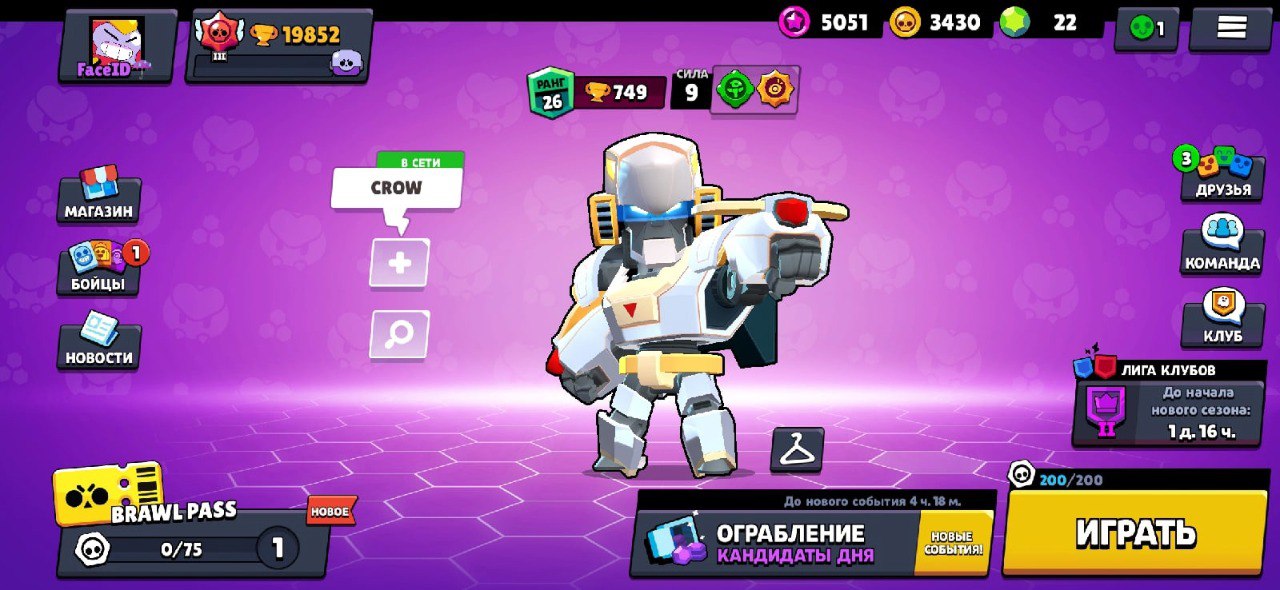 FaceID
III
19852
5051
3430
22
1
РАНГ
26
749
СИЛА
9
В СЕТИ
CROW
МАГАЗИН
1
БОЙЦЫ
НОВОСТИ
3
ДРУЗЬЯ
КОМАНДА
КЛУБ
ЛИГА КЛУБОВ
II
До начала
нового сезона:
1 д. 16 ч.
BRAWL PASS
НОВОЕ
0/75
1
До нового события 4 ч. 18 м.
ОГРАБЛЕНИЕ
КАНДИДАТЫ ДНЯ
НОВЫЕ
СОБЫТИЯ!
200/200
ИГРАТЬ